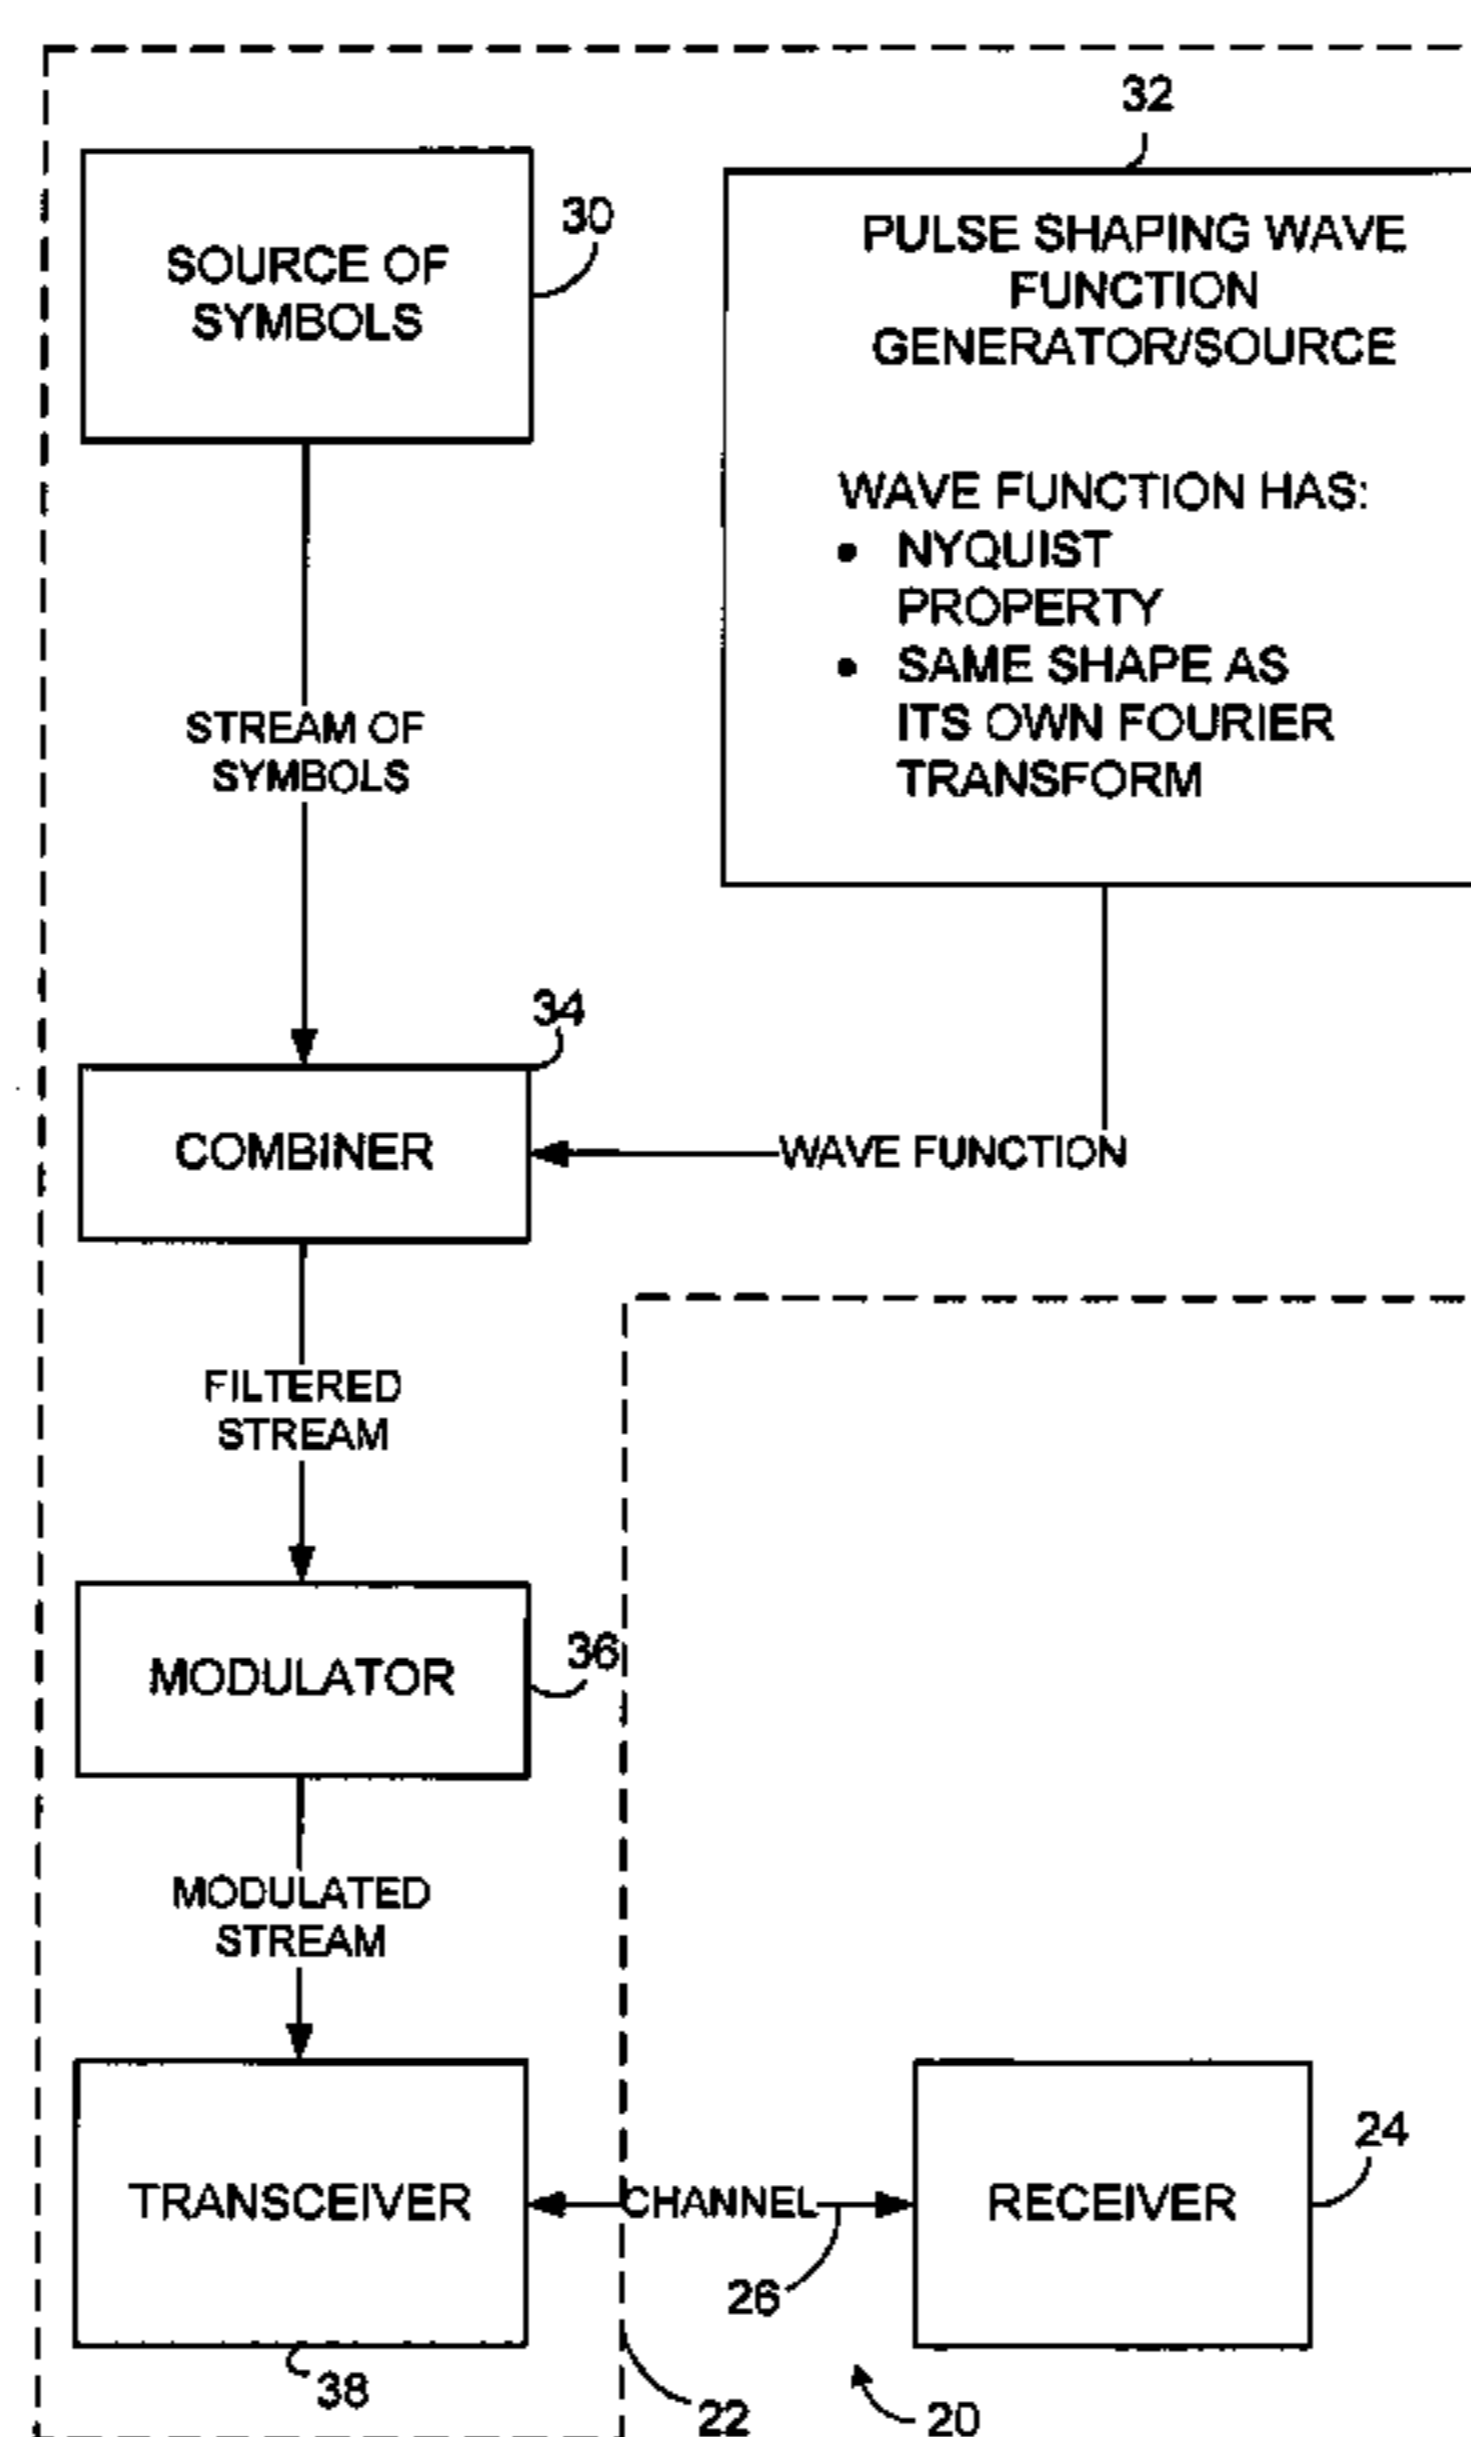 32
30
SOURCE OF
SYMBOLS
PULSE SHAPING WAVE
FUNCTION
GENERATOR/SOURCE
WAVE FUNCTION HAS:
• NYQUIST
PROPERTY
• SAME SHAPE AS
ITS OWN FOURIER
TRANSFORM
STREAM OF
SYMBOLS
34
COMBINER
WAVE FUNCTION
FILTERED
STREAM
36
MODULATOR
MODULATED
STREAM
24
TRANSCEIVER
CHANNEL
RECEIVER
26
38
22
20